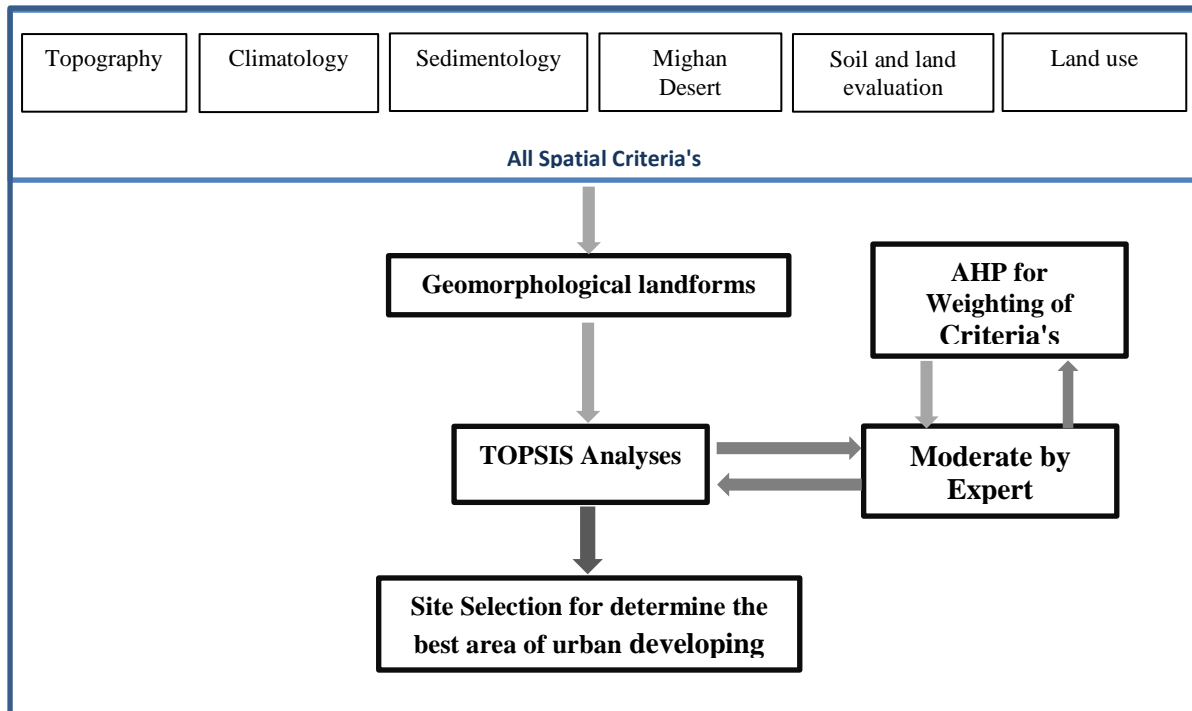 Topography
Climatology
Sedimentology
Mighan
Desert
Soil and land
evaluation
Land use
All Spatial Criteria's
Geomorphological landforms
AHP for
Weighting of
Criteria's
TOPSIS Analyses
Moderate by
Expert
Site Selection for determine the
best area of urban developing